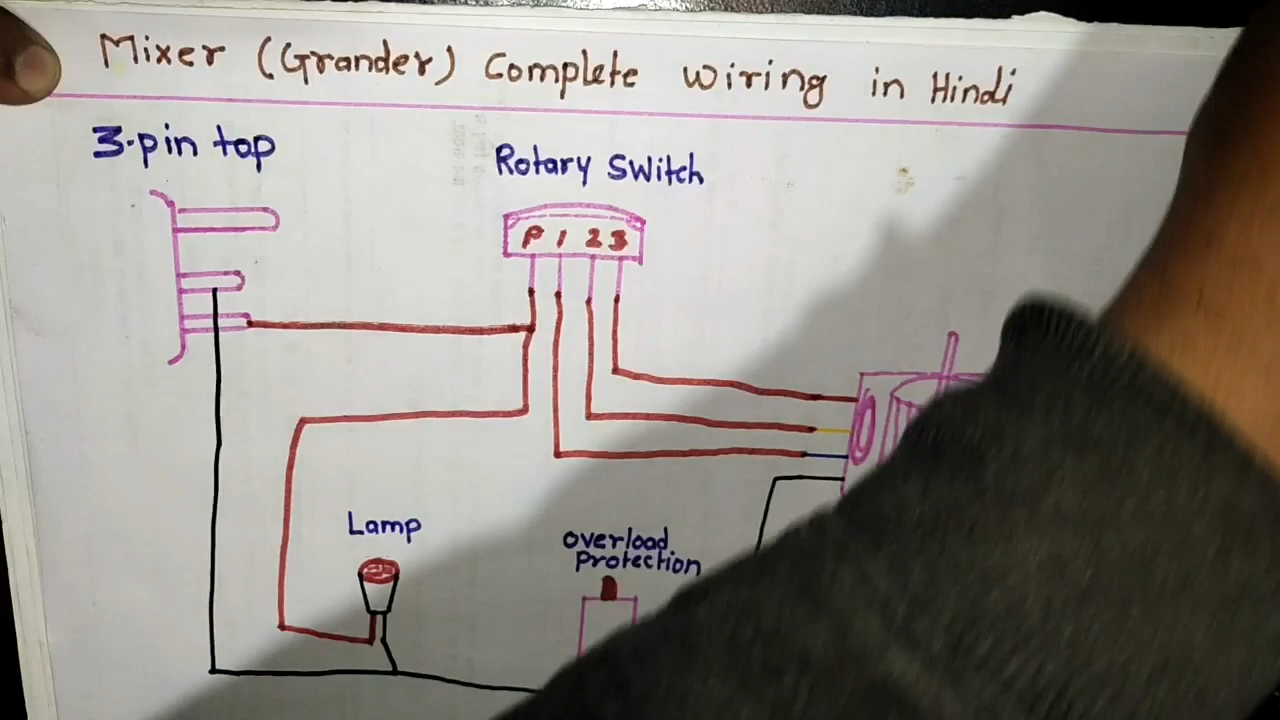 Mixer (Grander) Complete wiring in Hindi
3-pin top
Rotary Switch
P 1 2 3
Lamp
overload
Protection